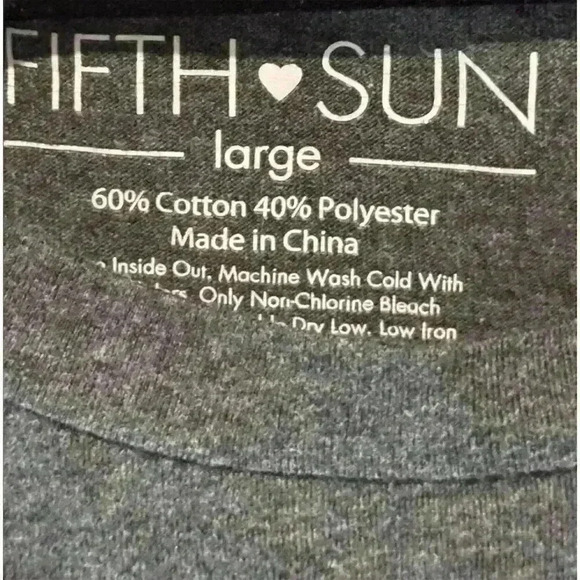 FIFTH ♥ SUN
large
60% Cotton 40% Polyester
Made in China
Inside Out, Machine Wash Cold With
Only Non-Chlorine Bleach
Dry Low. Low Iron